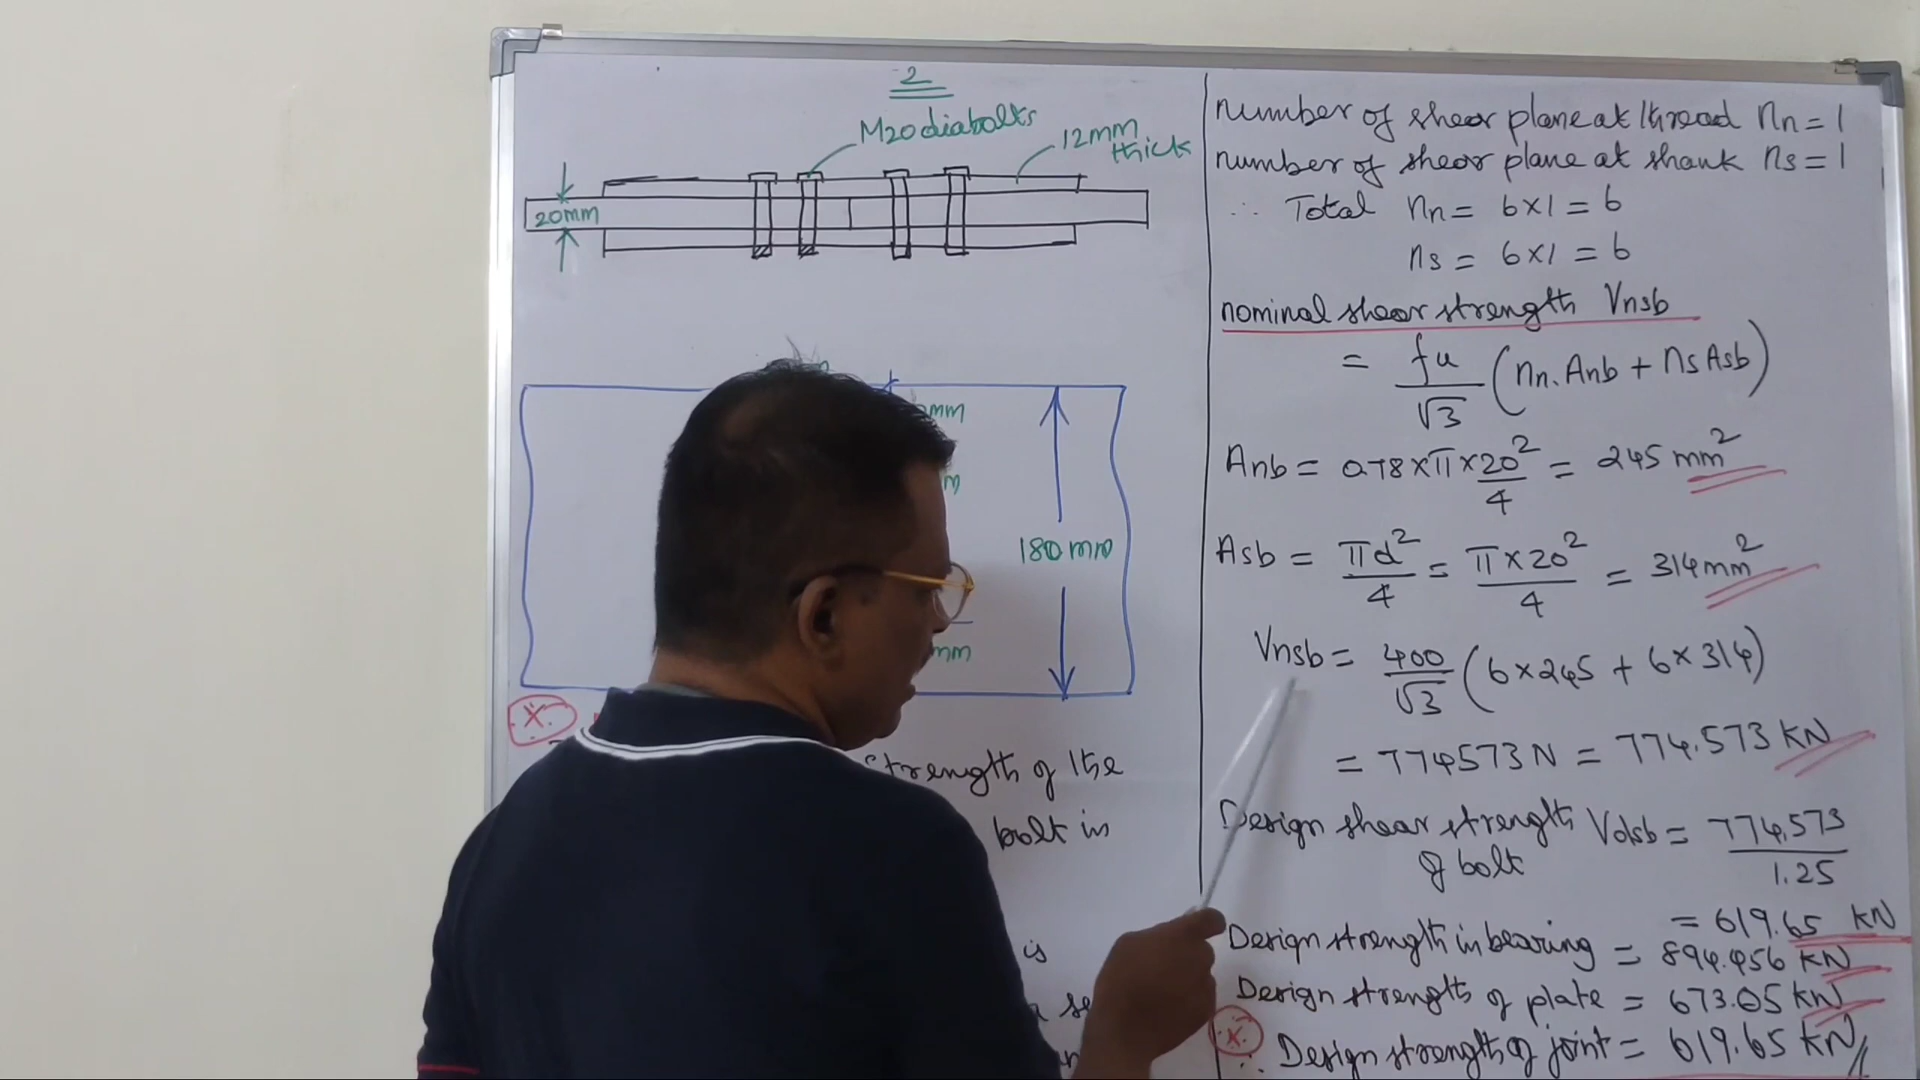 2
M20 dia bolts
12mm
thick
20mm
mm
m
180 mm
mm
X.
strength of the
bolt in
is
number of shear plane at thread nn = 1
number of shear plane at shank ns = 1
∴ Total nn = 6x1 = 6
ns = 6x1 = 6
nominal shear strength Vnsb
= fu/√3 (nn. Anb + ns Asb)
Anb = 0.78 x π x 20²/4 = 245 mm²
Asb = πd²/4 = π x 20²/4 = 314 mm²
Vnsb = 400/√3 (6 x 245 + 6 x 314)
= 774573 N = 774.573 KN
Design shear strength Vdsb = 774.573/1.25
of bolt
= 619.65 KN
Design strength in bearing = 894.456 KN
Design strength of plate = 673.05 KN
X.
∴ Design strength of joint = 619.65 KN //